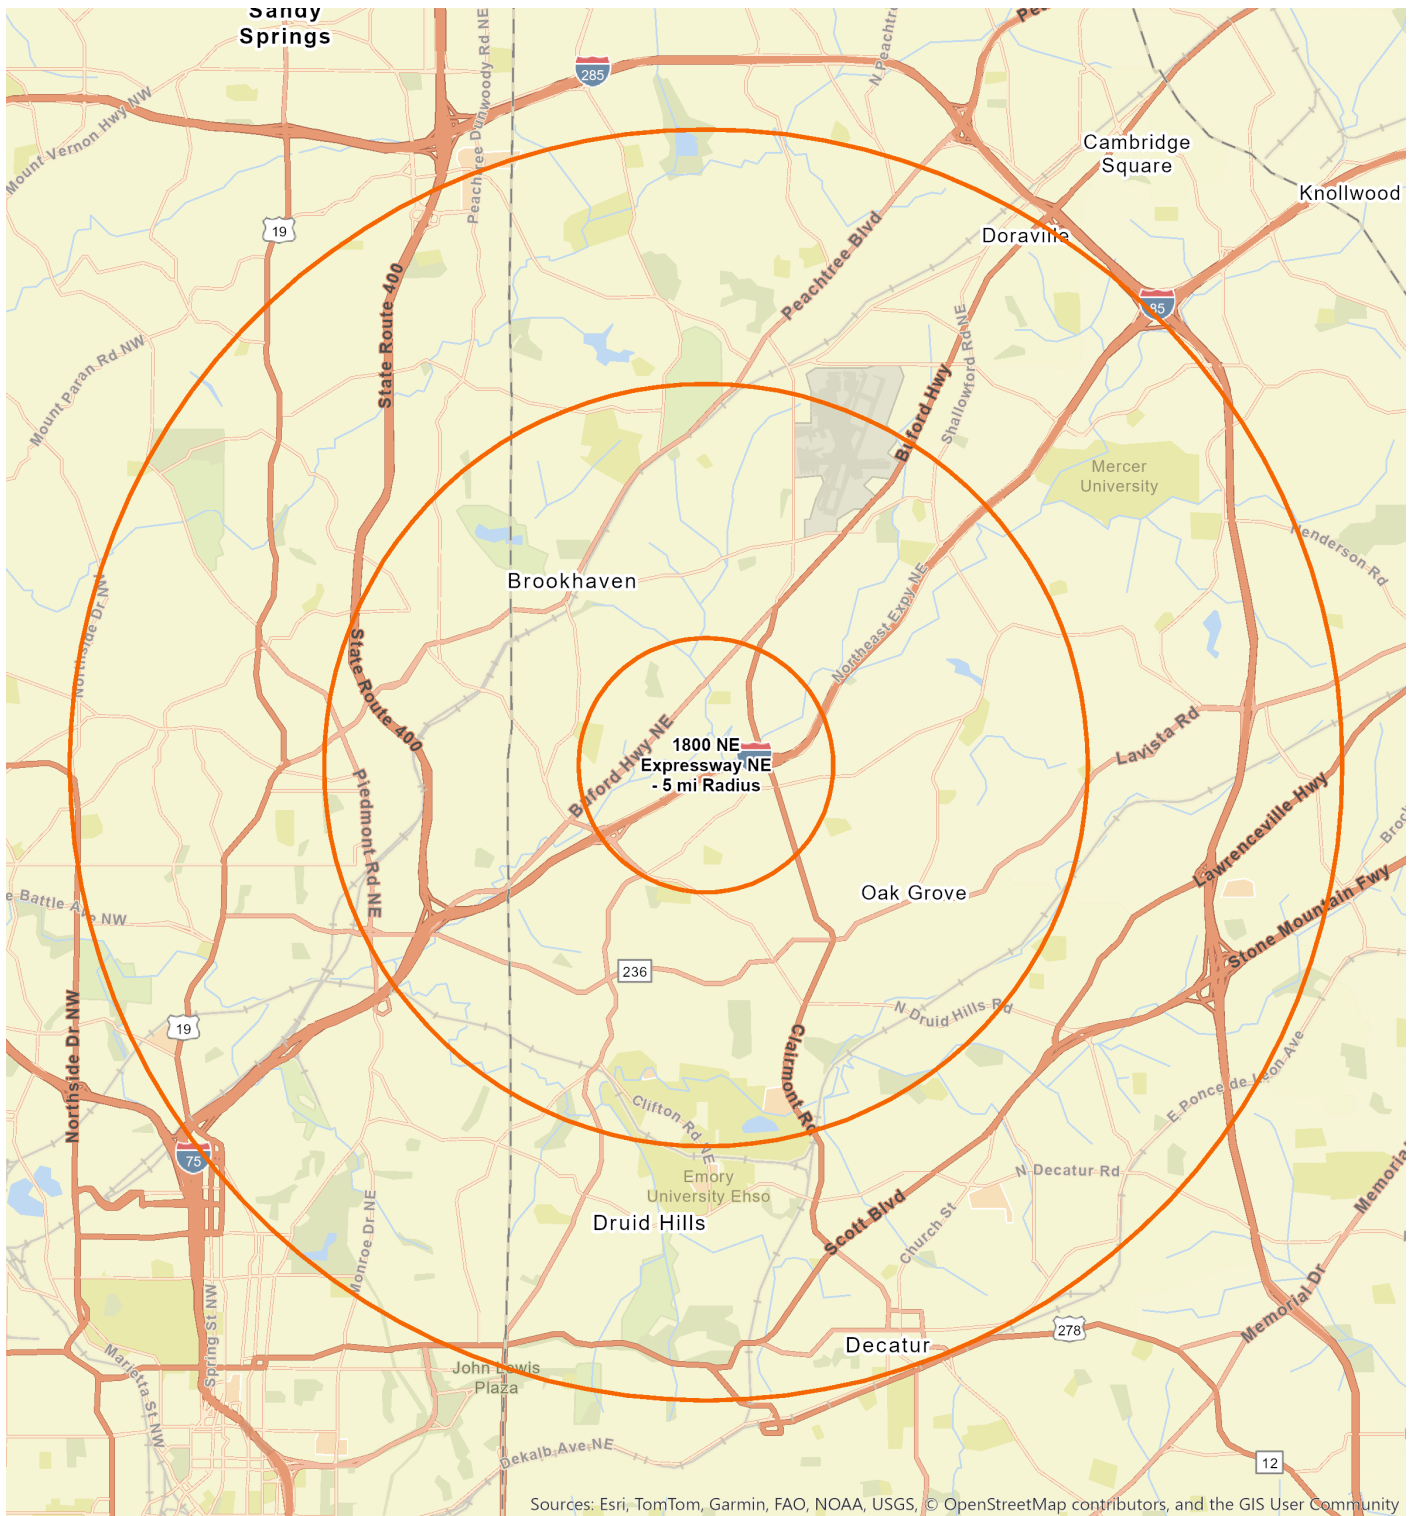 Sandy
Springs
Peachtree Dunwoody Rd NE
285
N Peachtree
Mount Vernon Hwy NW
Cambridge
Square
Knollwood
19
Doraville
Peachtree Blvd
State Route 400
85
Shallowford Rd NE
Mount Paran Rd NW
Buford Hwy
Mercer
University
Henderson Rd
Brookhaven
Northside Dr NW
Northeast Expy NE
State Route 400
Lavista Rd
Buford Hwy NE
1800 NE
Expressway NE
- 5 mi Radius
Piedmont Rd NE
Lawrenceville Hwy
Oak Grove
e Battle Ave NW
Stone Mountain Fwy
236
N Druid Hills Rd
19
Northside Dr NW
Clairmont Rd
E Ponce de Leon Ave
Clifton Rd NE
75
Emory
University Ehso
N Decatur Rd
Memorial
Druid Hills
Scott Blvd
Church St
Monroe Dr NE
Spring St NW
Memorial Dr
278
Decatur
Marietta St NW
John Lewis
Plaza
Dekalb Ave NE
12
Sources: Esri, TomTom, Garmin, FAO, NOAA, USGS, © OpenStreetMap contributors, and the GIS User Community